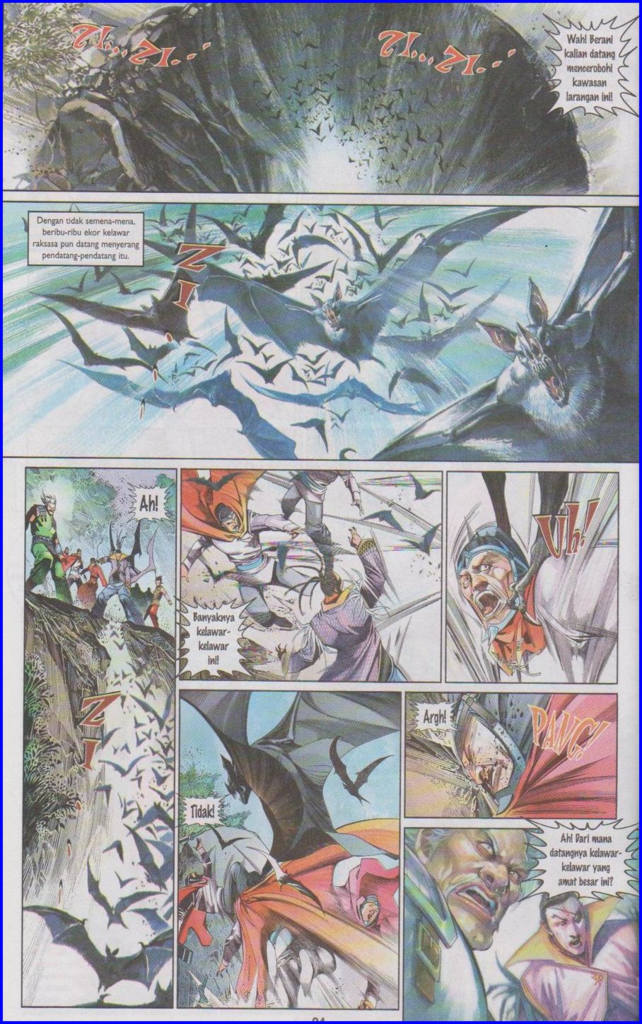 ZI...ZI...
ZI...ZI...
Wah! Berani
kalian datang
menceroboh
kawasan
larangan ini!
Dengan tidak semena-mena,
beribu-ribu ekor kelawar
raksasa pun datang menyerang
pendatang-pendatang itu.
ZI
Ah!
Banyaknya
kelawar-
kelawar
ini!
Uh!
ZI
Tidak!
Argh!
PANG!
Ah! Dari mana
datangnya kelawar-
kelawar yang
amat besar ini?